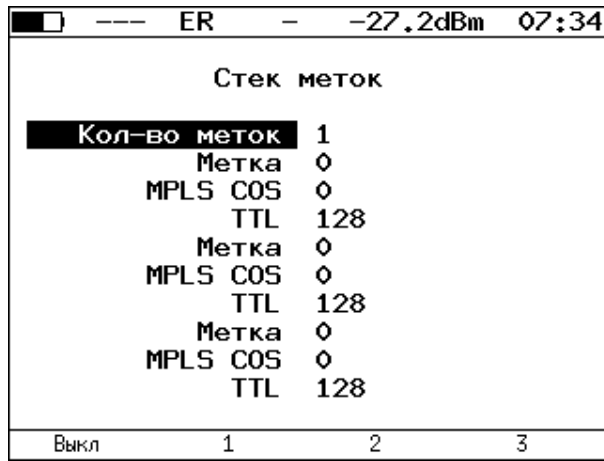 --- ER - -27.2dBm 07:34
Стек меток
Кол-во меток 1
Метка 0
MPLS COS 0
TTL 128
Метка 0
MPLS COS 0
TTL 128
Метка 0
MPLS COS 0
TTL 128
Выкл 1 2 3